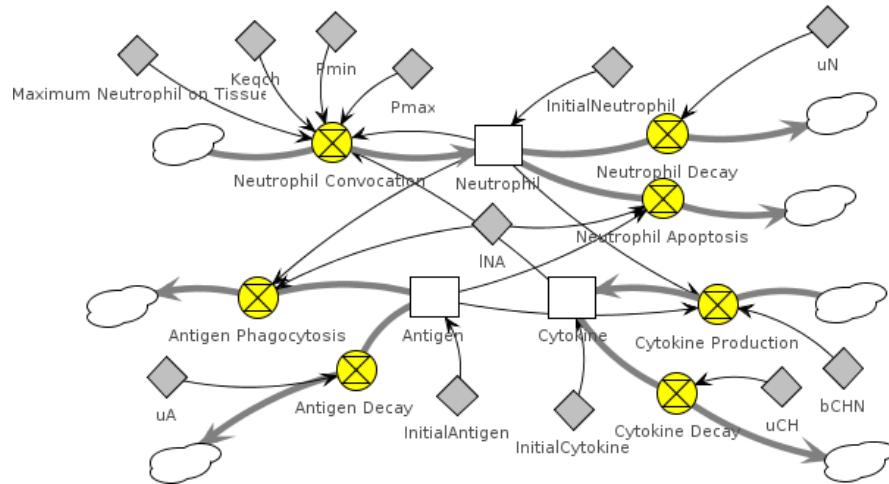 uN
Keqch
Pmin
Maximum Neutrophil on Tissue
Pmax
InitialNeutrophil
Neutrophil Convocation
Neutrophil
Neutrophil Decay
Neutrophil Apoptosis
INA
Antigen Phagocytosis
Antigen
Cytokine
Cytokine Production
uA
Antigen Decay
InitialAntigen
InitialCytokine
Cytokine Decay
uCH
bCHN